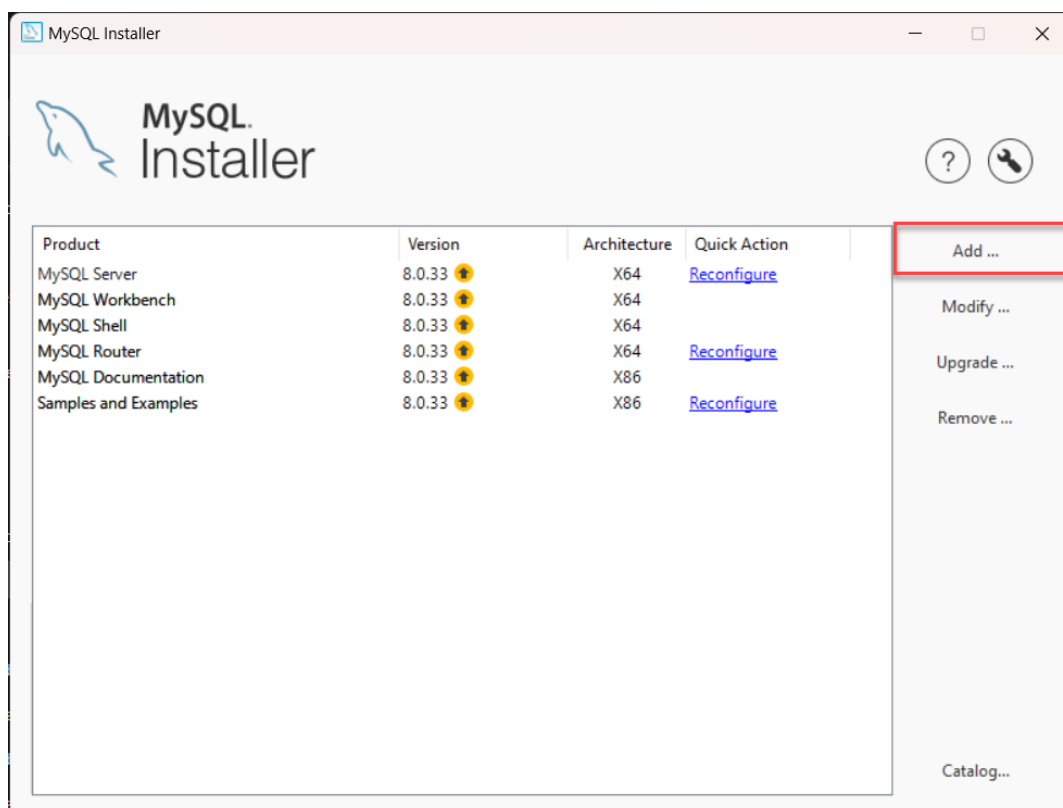 MySQL Installer
MySQL.
Installer
?
Product Version Architecture Quick Action
Add ...
MySQL Server 8.0.33 X64 Reconfigure
MySQL Workbench 8.0.33 X64
Modify ...
MySQL Shell 8.0.33 X64
MySQL Router 8.0.33 X64 Reconfigure
Upgrade ...
MySQL Documentation 8.0.33 X86
Samples and Examples 8.0.33 X86 Reconfigure
Remove ...
Catalog...